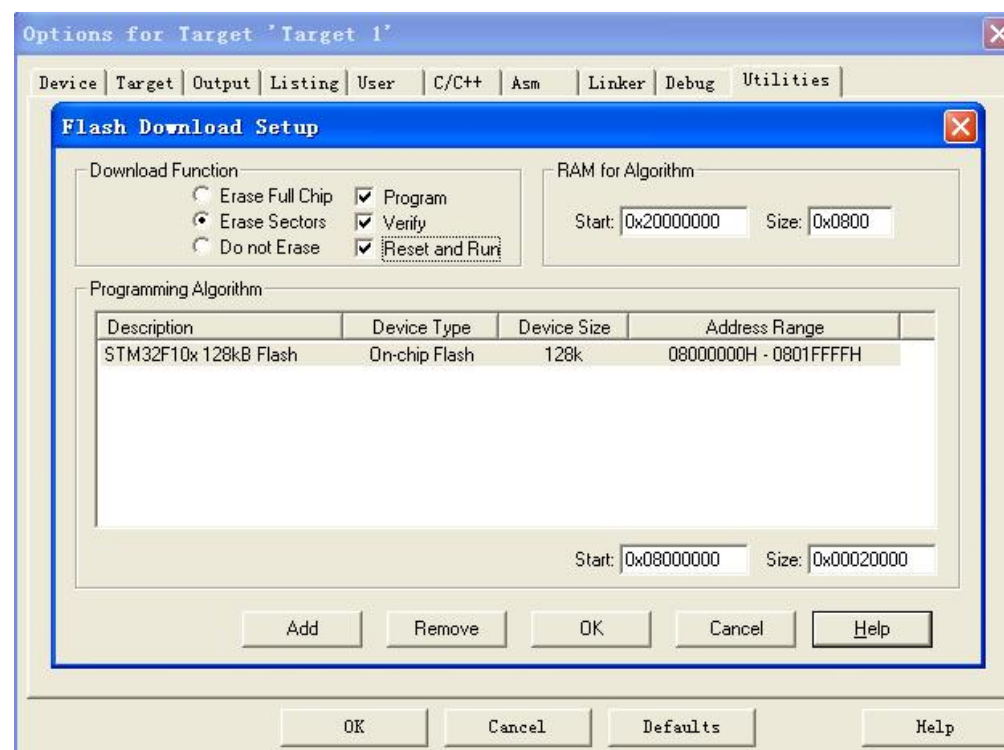 Options for Target 'Target 1'
Device Target Output Listing User C/C++ Asm Linker Debug Utilities
Flash Download Setup
Download Function
Erase Full Chip Program
Erase Sectors Verify
Do not Erase Reset and Run
RAM for Algorithm
Start: 0x20000000 Size: 0x0800
Programming Algorithm
Description Device Type Device Size Address Range
STM32F10x 128kB Flash On-chip Flash 128k 08000000H - 0801FFFFH
Start: 0x08000000 Size: 0x00020000
Add Remove OK Cancel Help
OK Cancel Defaults Help